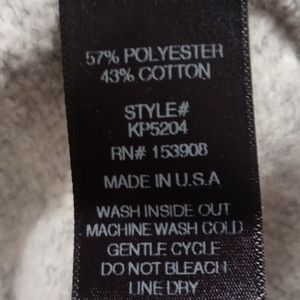 57% POLYESTER
43% COTTON
STYLE#
KP5204
RN# 153908
MADE IN U.S.A
WASH INSIDE OUT
MACHINE WASH COLD
GENTLE CYCLE
DO NOT BLEACH
LINE DRY